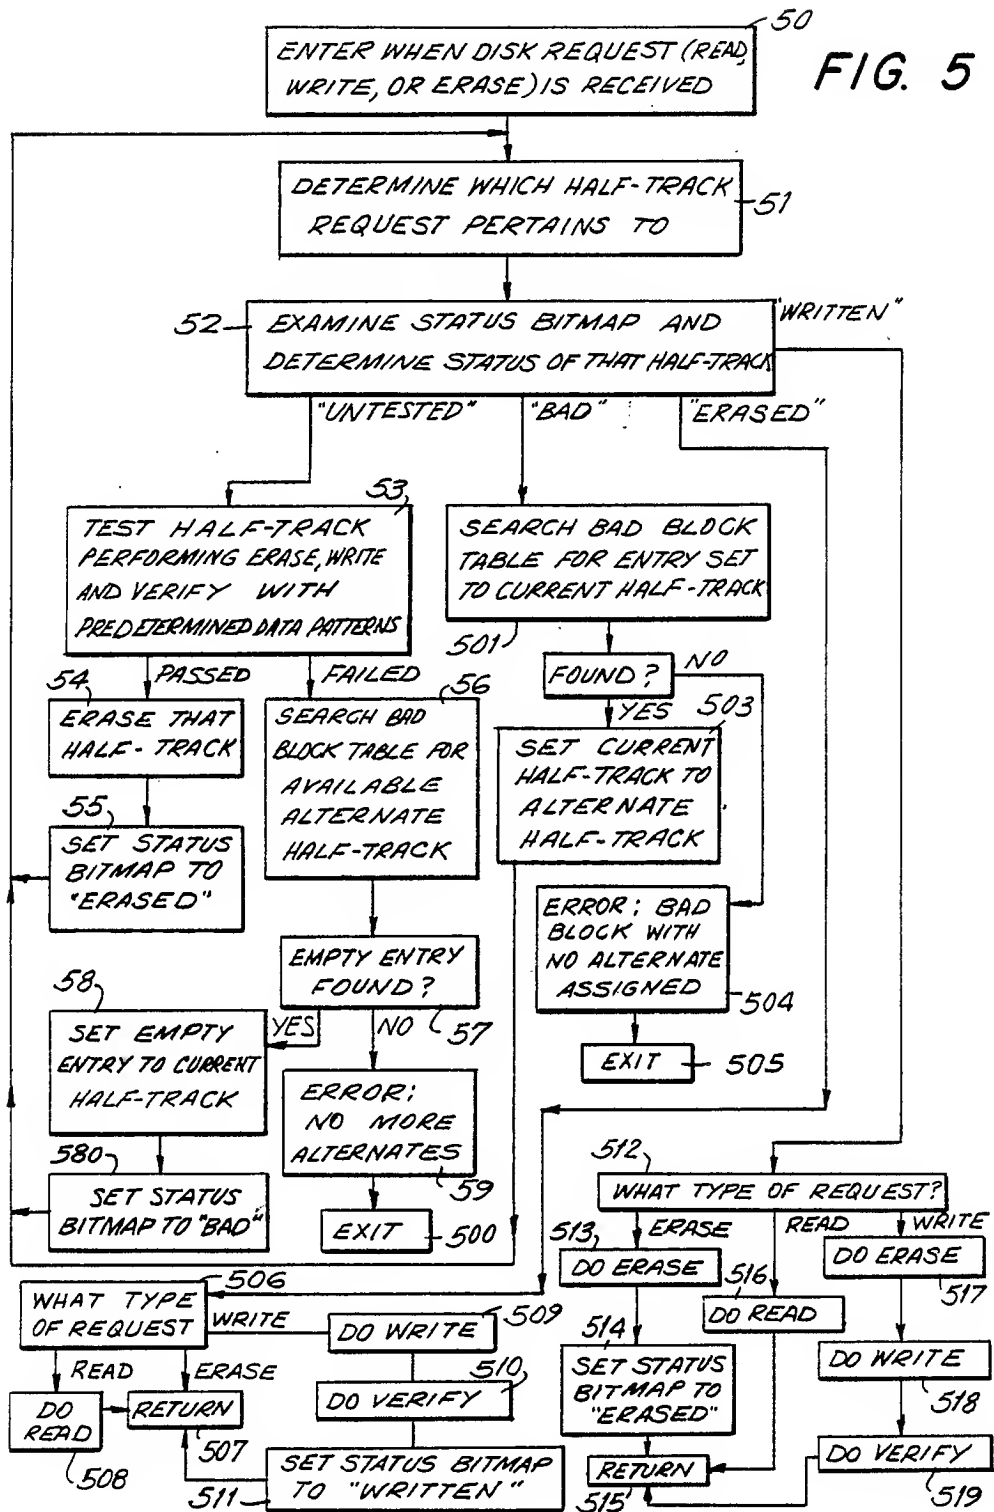 50
ENTER WHEN DISK REQUEST (READ,
WRITE, OR ERASE) IS RECEIVED
FIG. 5
DETERMINE WHICH HALF-TRACK
REQUEST PERTAINS TO
51
52
EXAMINE STATUS BITMAP AND
DETERMINE STATUS OF THAT HALF-TRACK
"WRITTEN"
"UNTESTED"
"BAD"
"ERASED"
53
TEST HALF-TRACK
PERFORMING ERASE, WRITE
AND VERIFY WITH
PREDETERMINED DATA PATTERNS
SEARCH BAD BLOCK
TABLE FOR ENTRY SET
TO CURRENT HALF-TRACK
501
PASSED
FAILED
FOUND?
NO
YES
54
ERASE THAT
HALF-TRACK
56
SEARCH BAD
BLOCK TABLE FOR
AVAILABLE
ALTERNATE
HALF-TRACK
503
SET CURRENT
HALF-TRACK TO
ALTERNATE
HALF-TRACK
55
SET STATUS
BITMAP TO
"ERASED"
ERROR: BAD
BLOCK WITH
NO ALTERNATE
ASSIGNED
504
EXIT
505
EMPTY ENTRY
FOUND?
57
YES
NO
58
SET EMPTY
ENTRY TO CURRENT
HALF-TRACK
ERROR:
NO MORE
ALTERNATES
59
EXIT
500
580
SET STATUS
BITMAP TO "BAD"
512
WHAT TYPE OF REQUEST?
ERASE
READ
WRITE
513
DO ERASE
516
DO READ
DO ERASE
517
514
SET STATUS
BITMAP TO
"ERASED"
DO WRITE
518
RETURN
515
DO VERIFY
519
506
WHAT TYPE
OF REQUEST
WRITE
READ
ERASE
DO WRITE
509
510
DO VERIFY
DO
READ
508
RETURN
507
SET STATUS BITMAP
TO "WRITTEN"
511